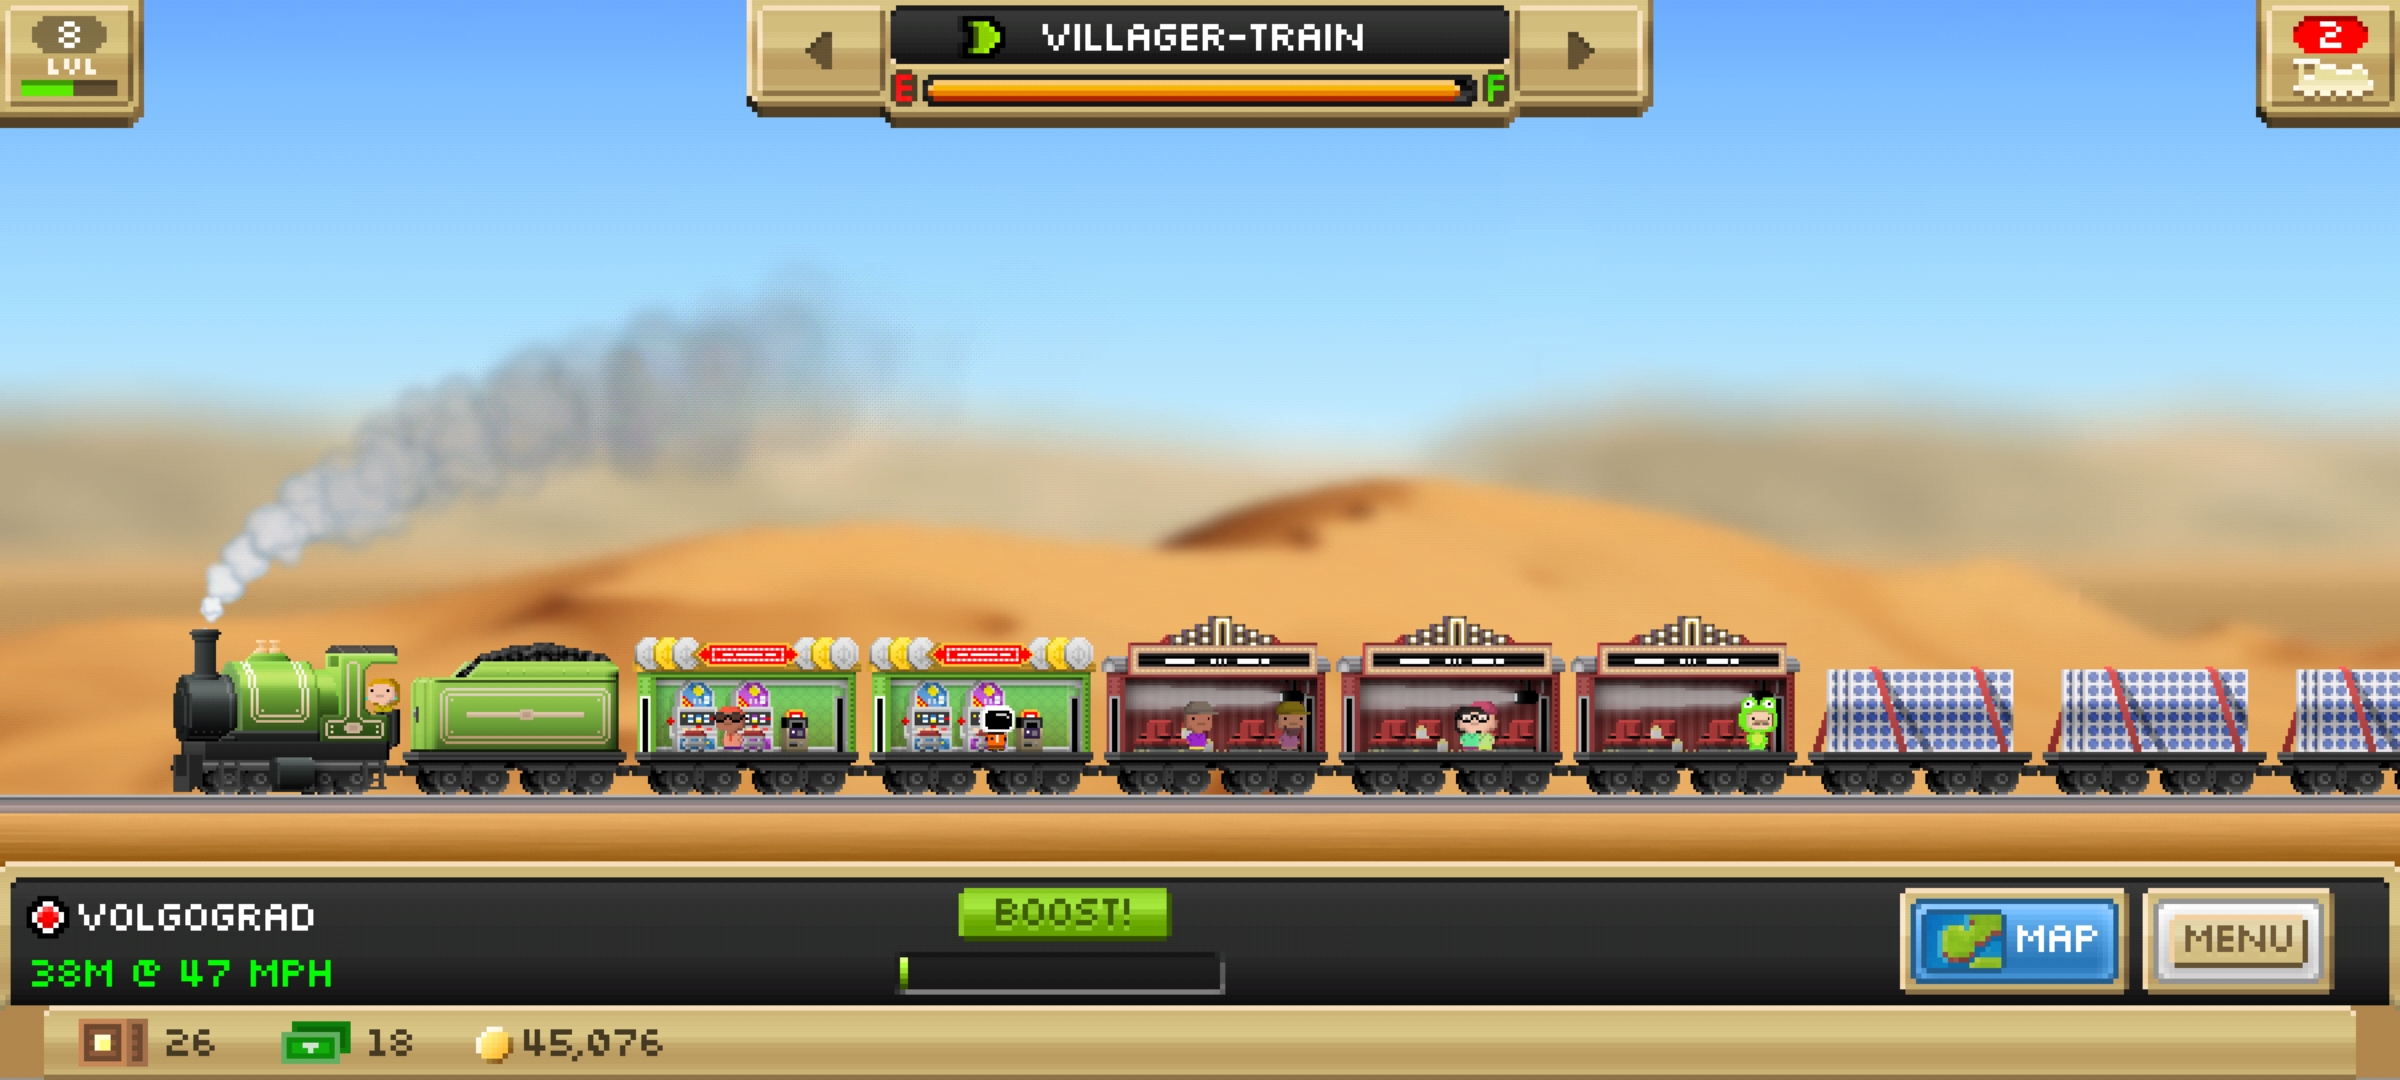 8
LVL
VILLAGER-TRAIN
E F
2
VOLGOGRAD
38M @ 47 MPH
BOOST!
MAP
MENU
26
18
45,076